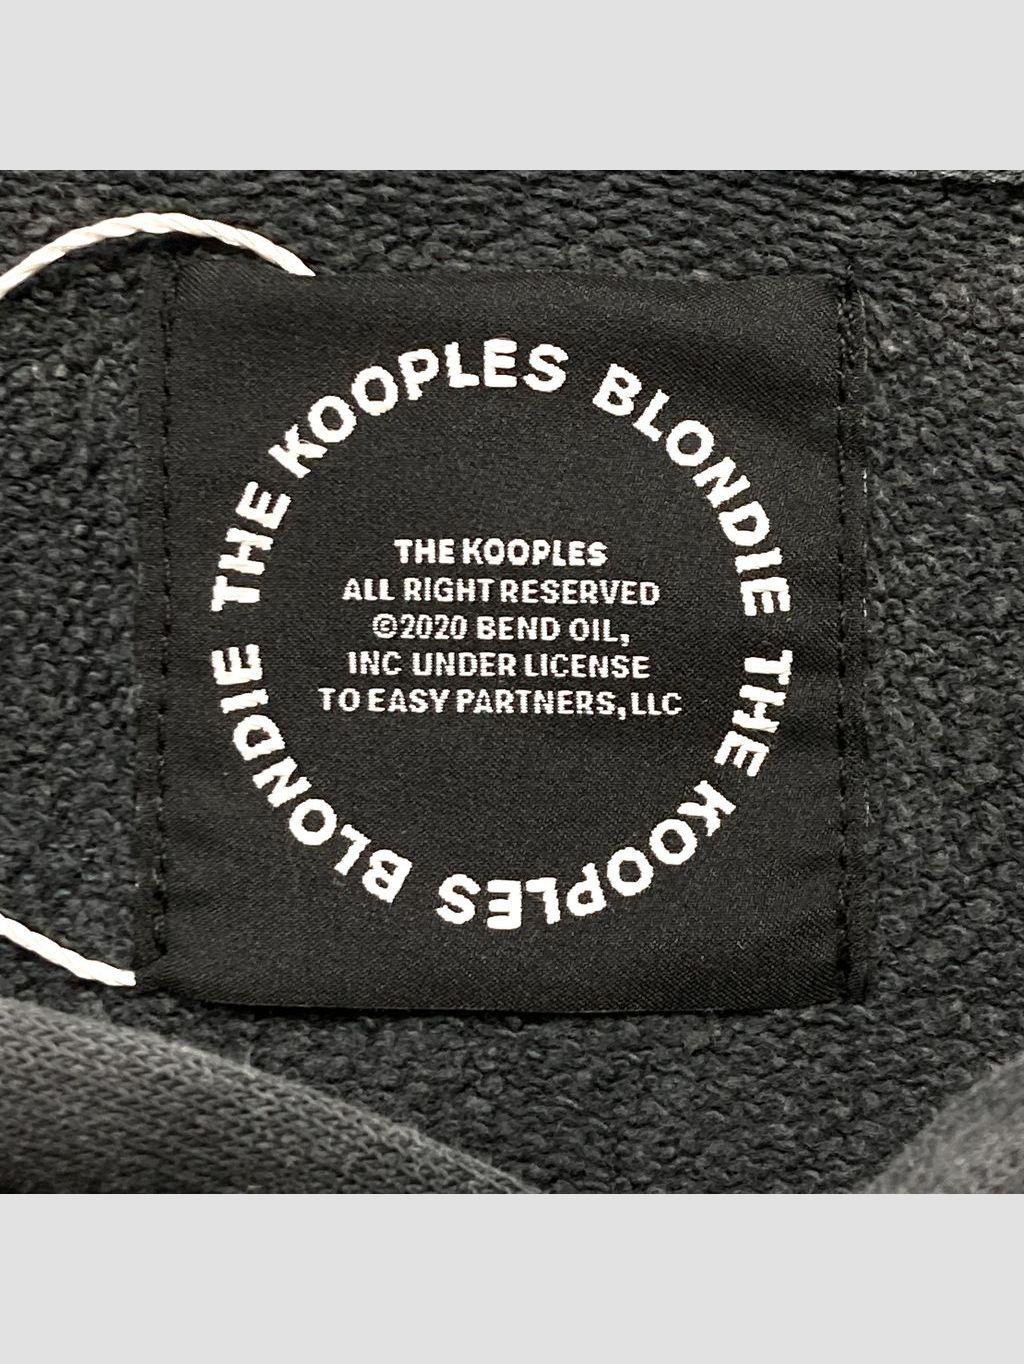 THE KOOPLES BLONDIE THE KOOPLES BLONDIE
THE KOOPLES
ALL RIGHT RESERVED
©2020 BEND OIL,
INC UNDER LICENSE
TO EASY PARTNERS, LLC